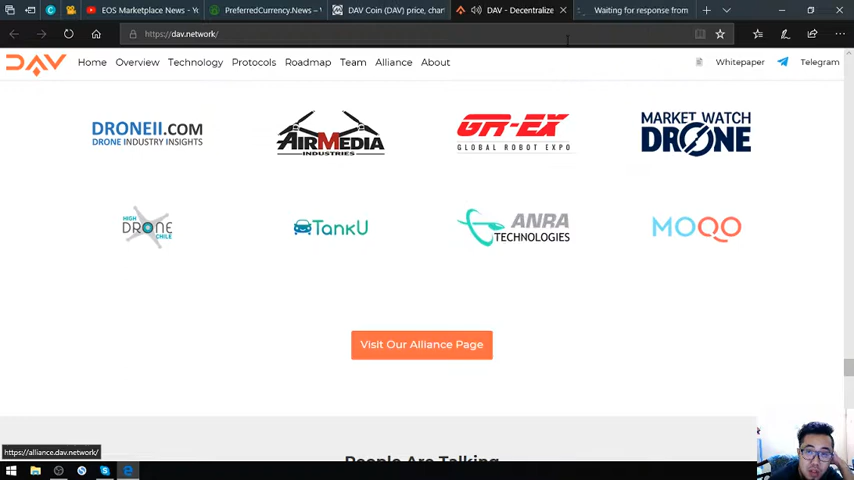 EOS Marketplace News - Yo
PreferredCurrency.News – V
DAV Coin (DAV) price, char
DAV - Decentralize
Waiting for response from
https://dav.network/
DAV
Home Overview Technology Protocols Roadmap Team Alliance About
Whitepaper Telegram
DRONEII.COM
DRONE INDUSTRY INSIGHTS
AIRMEDIA
INDUSTRIES
GR-EX
GLOBAL ROBOT EXPO
MARKET WATCH
DRONE
HIGH
DRONE
CHILE
TankU
ANRA
TECHNOLOGIES
MOQO
Visit Our Alliance Page
https://alliance.dav.network/
People Are Talking